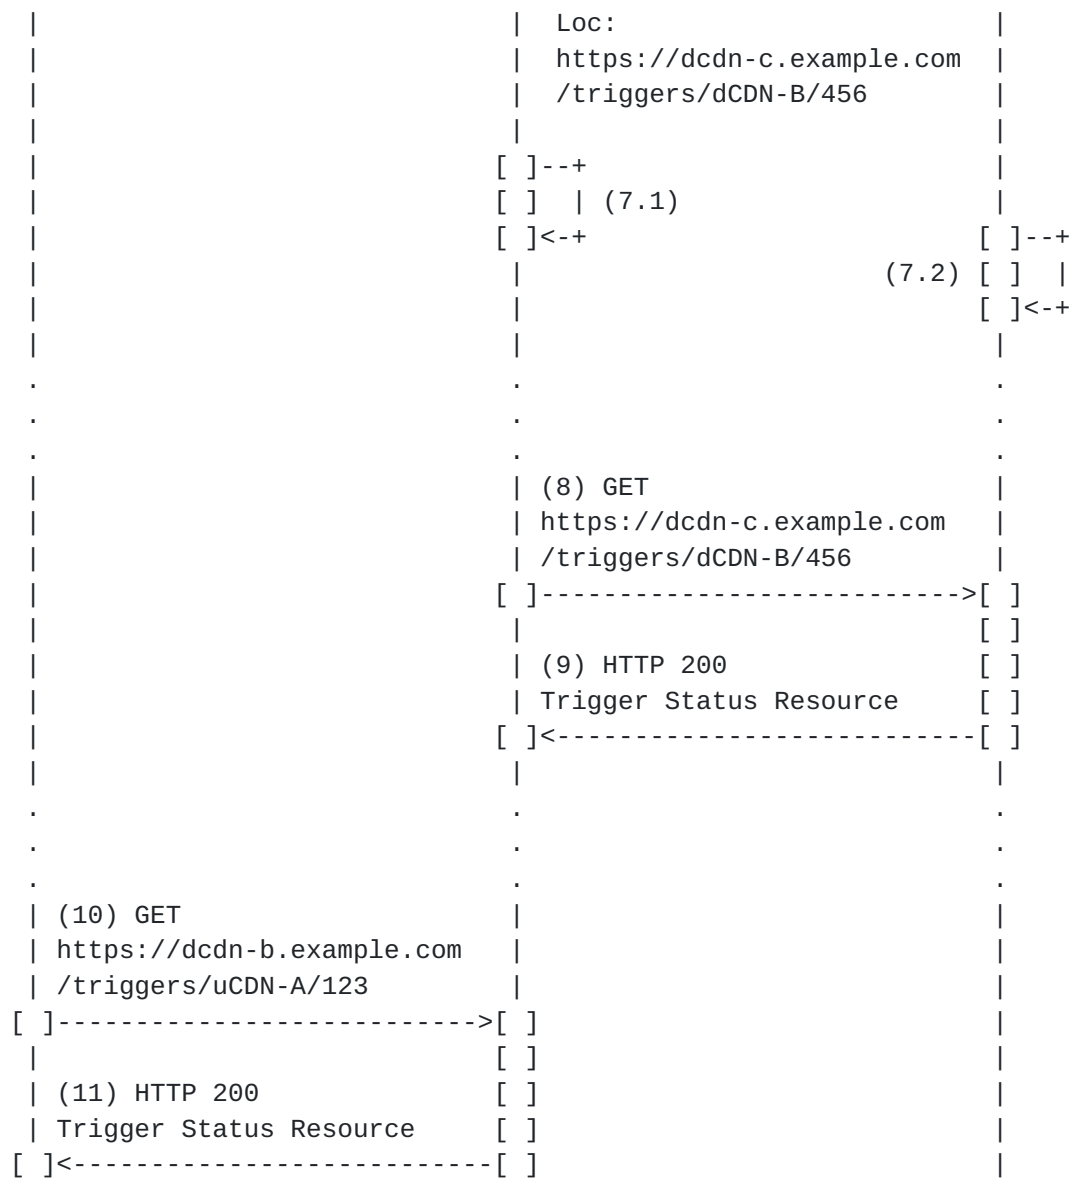 |                              |  Loc:                        |
 |                              |  https://dcdn-c.example.com  |
 |                              |  /triggers/dCDN-B/456        |
 |                              |                              |
 |                             [ ]--+                          |
 |                             [ ]  | (7.1)                    |
 |                             [ ]<-+                         [ ]--+
 |                              |                       (7.2) [ ]  |
 |                              |                             [ ]<-+
 |                              |                              |
 .                              .                              .
 .                              .                              .
 .                              .                              .
 |                              | (8) GET                      |
 |                              | https://dcdn-c.example.com   |
 |                              | /triggers/dCDN-B/456         |
 |                             [ ]--------------------------->[ ]
 |                              |                             [ ]
 |                              | (9) HTTP 200                [ ]
 |                              | Trigger Status Resource     [ ]
 |                             [ ]<---------------------------[ ]
 |                              |                              |
 .                              .                              .
 .                              .                              .
 .                              .                              .
 | (10) GET                     |                              |
 | https://dcdn-b.example.com   |                              |
 | /triggers/uCDN-A/123         |                              |
[ ]--------------------------->[ ]                             |
 |                             [ ]                             |
 | (11) HTTP 200               [ ]                             |
 | Trigger Status Resource     [ ]                             |
[ ]<---------------------------[ ]                             |